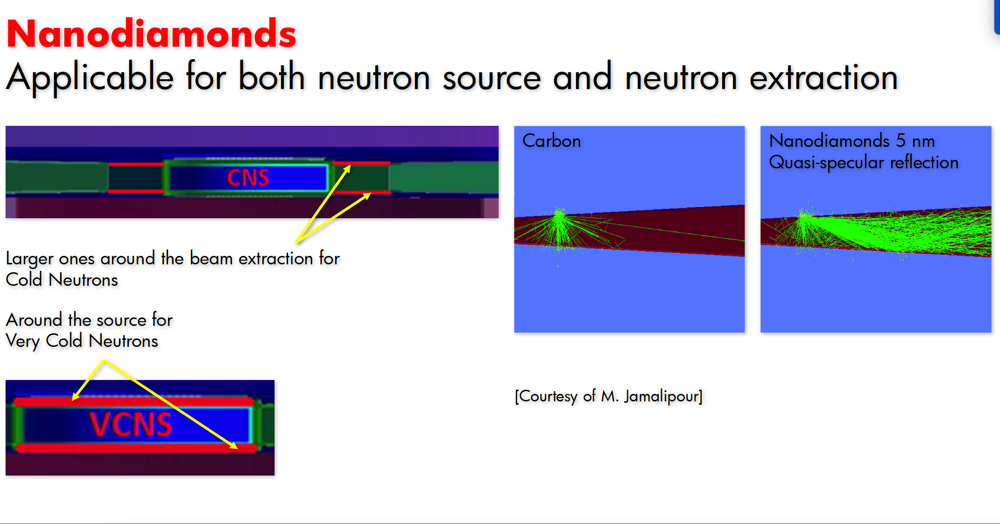 Nanodiamonds
Applicable for both neutron source and neutron extraction
CNS
Larger ones around the beam extraction for
Cold Neutrons
Around the source for
Very Cold Neutrons
VCNS
Carbon
Nanodiamonds 5 nm
Quasi-specular reflection
[Courtesy of M. Jamalipour]